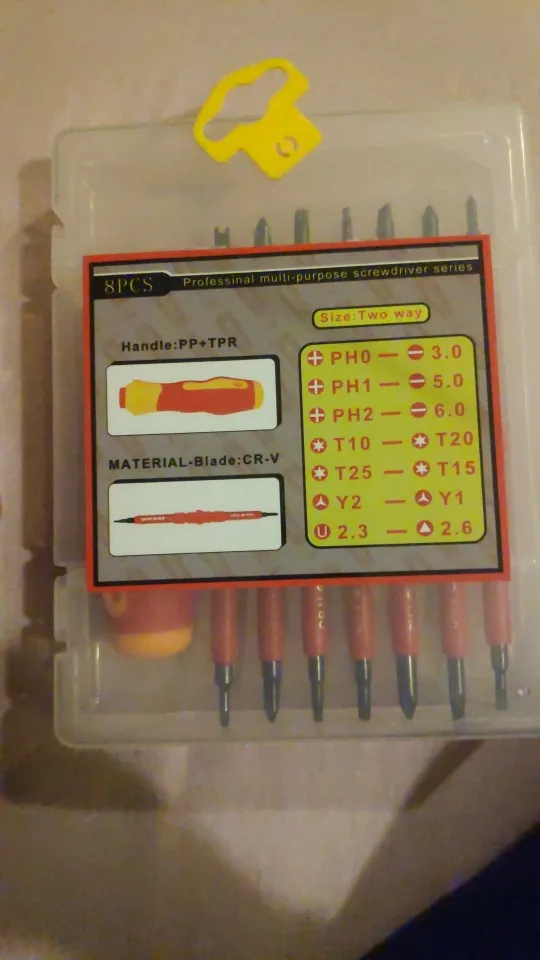 8PCS Professinal multi-purpose screwdriver series
Size:Two way
Handle:PP+TPR
PH0 — 3.0
PH1 — 5.0
PH2 — 6.0
T10 — T20
T25 — T15
Y2 — Y1
U 2.3 — 2.6
MATERIAL-Blade:CR-V